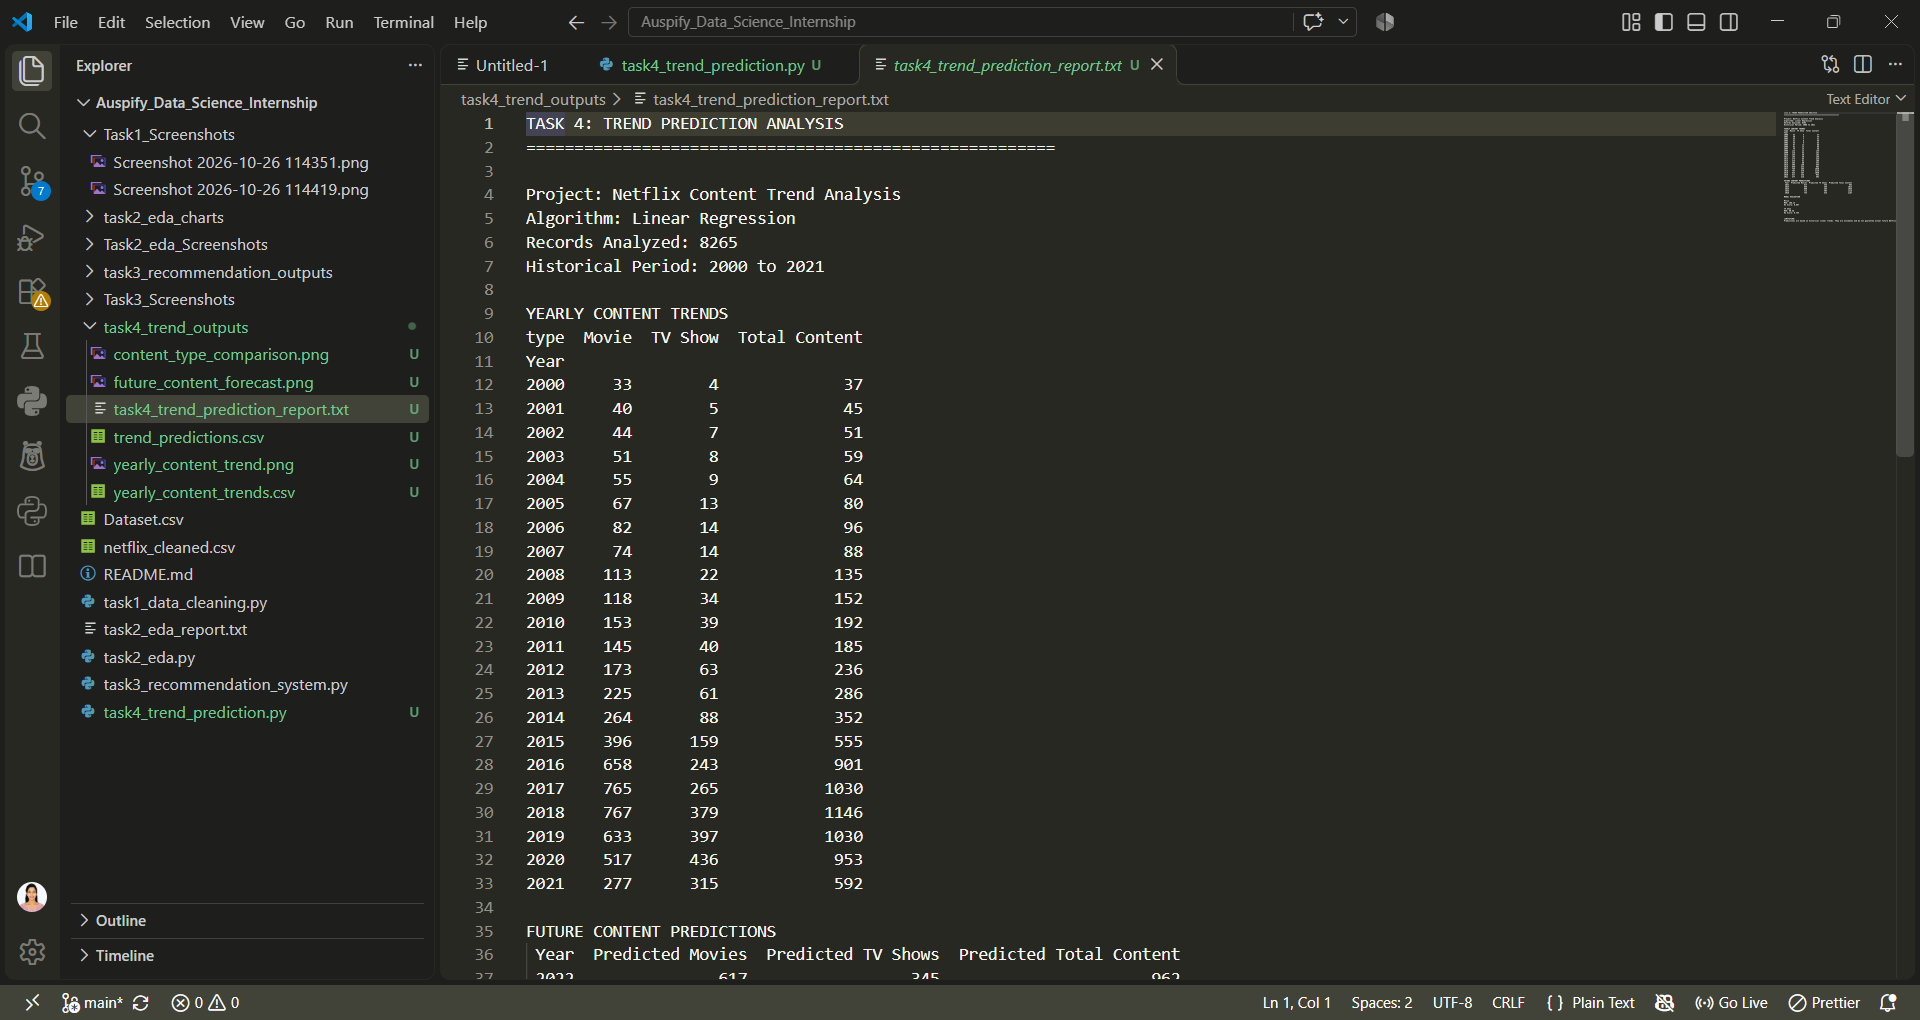 File Edit Selection View Go Run Terminal Help
Auspify_Data_Science_Internship
Explorer
Auspify_Data_Science_Internship
Task1_Screenshots
Screenshot 2026-10-26 114351.png
Screenshot 2026-10-26 114419.png
task2_eda_charts
Task2_eda_Screenshots
task3_recommendation_outputs
Task3_Screenshots
task4_trend_outputs
content_type_comparison.png U
future_content_forecast.png U
task4_trend_prediction_report.txt U
trend_predictions.csv U
yearly_content_trend.png U
yearly_content_trends.csv U
Dataset.csv
netflix_cleaned.csv
README.md
task1_data_cleaning.py
task2_eda_report.txt
task2_eda.py
task3_recommendation_system.py
task4_trend_prediction.py U
Outline
Timeline
7
Untitled-1 task4_trend_prediction.py U task4_trend_prediction_report.txt U
task4_trend_outputs > task4_trend_prediction_report.txt
Text Editor
1 TASK 4: TREND PREDICTION ANALYSIS
2 =======================================================
3
4 Project: Netflix Content Trend Analysis
5 Algorithm: Linear Regression
6 Records Analyzed: 8265
7 Historical Period: 2000 to 2021
8
9 YEARLY CONTENT TRENDS
10 type Movie TV Show Total Content
11 Year
12 2000 33 4 37
13 2001 40 5 45
14 2002 44 7 51
15 2003 51 8 59
16 2004 55 9 64
17 2005 67 13 80
18 2006 82 14 96
19 2007 74 14 88
20 2008 113 22 135
21 2009 118 34 152
22 2010 153 39 192
23 2011 145 40 185
24 2012 173 63 236
25 2013 225 61 286
26 2014 264 88 352
27 2015 396 159 555
28 2016 658 243 901
29 2017 765 265 1030
30 2018 767 379 1146
31 2019 633 397 1030
32 2020 517 436 953
33 2021 277 315 592
34
35 FUTURE CONTENT PREDICTIONS
36 Year Predicted Movies Predicted TV Shows Predicted Total Content
37 2022 617 345 962
main* 0 0
Ln 1, Col 1 Spaces: 2 UTF-8 CRLF { } Plain Text Go Live Prettier